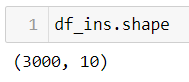 1 df_ins.shape
(3000, 10)